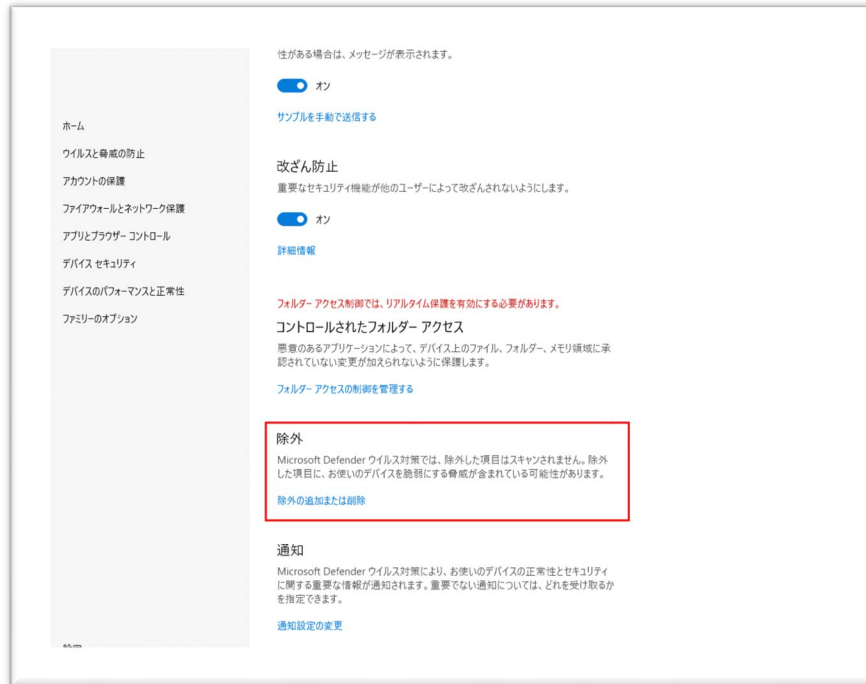 性がある場合は、メッセージが表示されます。
オン
サンプルを手動で送信する
ホーム
ウイルスと脅威の防止
アカウントの保護
ファイアウォールとネットワーク保護
アプリとブラウザー コントロール
デバイス セキュリティ
デバイスのパフォーマンスと正常性
ファミリーのオプション
改ざん防止
重要なセキュリティ機能が他のユーザーによって改ざんされないようにします。
オン
詳細情報
フォルダー アクセス制御では、リアルタイム保護を有効にする必要があります。
コントロールされたフォルダー アクセス
悪意のあるアプリケーションによって、デバイス上のファイル、フォルダー、メモリ領域に承
認されていない変更が加えられないように保護します。
フォルダー アクセスの制御を管理する
除外
Microsoft Defender ウイルス対策では、除外した項目はスキャンされません。除外
した項目に、お使いのデバイスを脆弱にする脅威が含まれている可能性があります。
除外の追加または削除
通知
Microsoft Defender ウイルス対策により、お使いのデバイスの正常性とセキュリティ
に関する重要な情報が通知されます。重要でない通知については、どれを受け取るか
を指定できます。
通知設定の変更